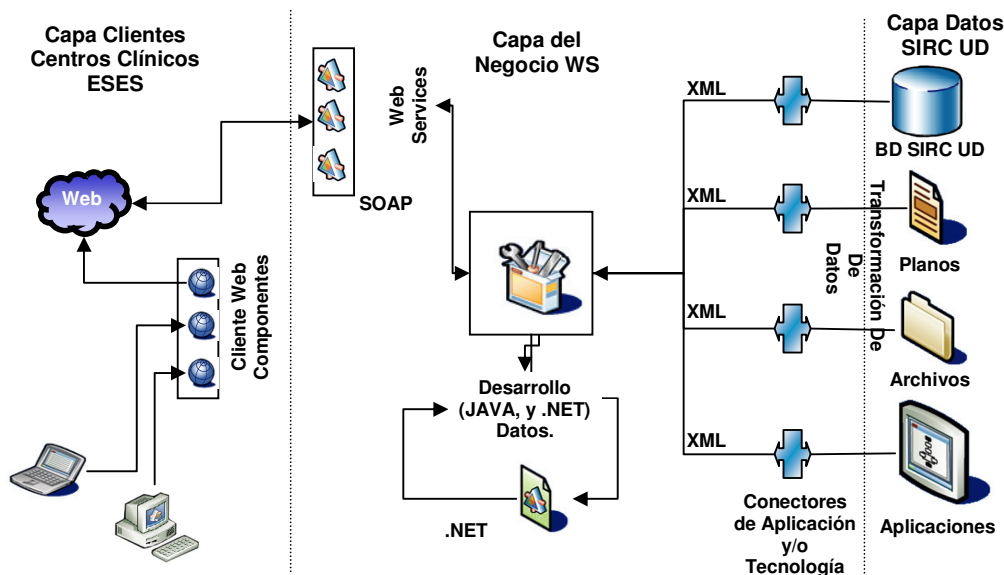 Capa Clientes
Centros Clínicos
ESES
Web
Cliente Web
Componentes
Capa del
Negocio WS
Web
Services
SOAP
Desarrollo
(JAVA, y .NET)
Datos.
.NET
XML
XML
XML
XML
Conectores
de Aplicación
y/o
Tecnología
Transformación De
De
Datos
Capa Datos
SIRC UD
BD SIRC UD
Planos
Archivos
Aplicaciones